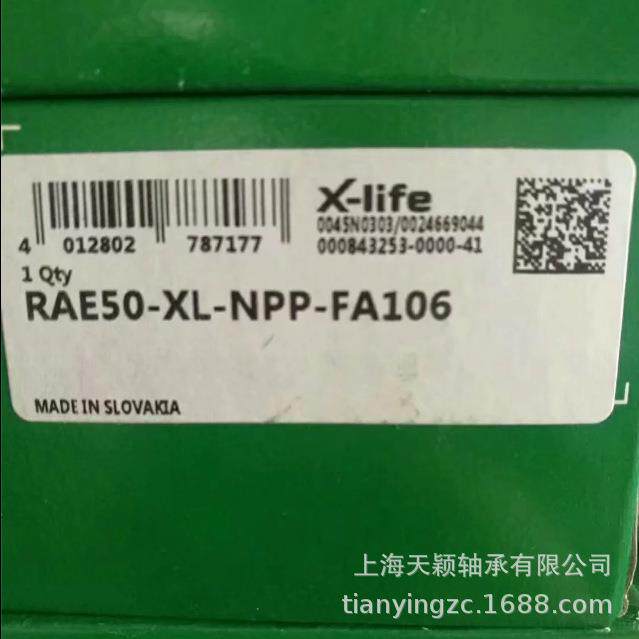 X-life
0045N0303/0024669044
000843253-0000-41
4 012802 787177
1 Qty
RAE50-XL-NPP-FA106
MADE IN SLOVAKIA
上海天颖轴承有限公司
tianyingzc.1688.com